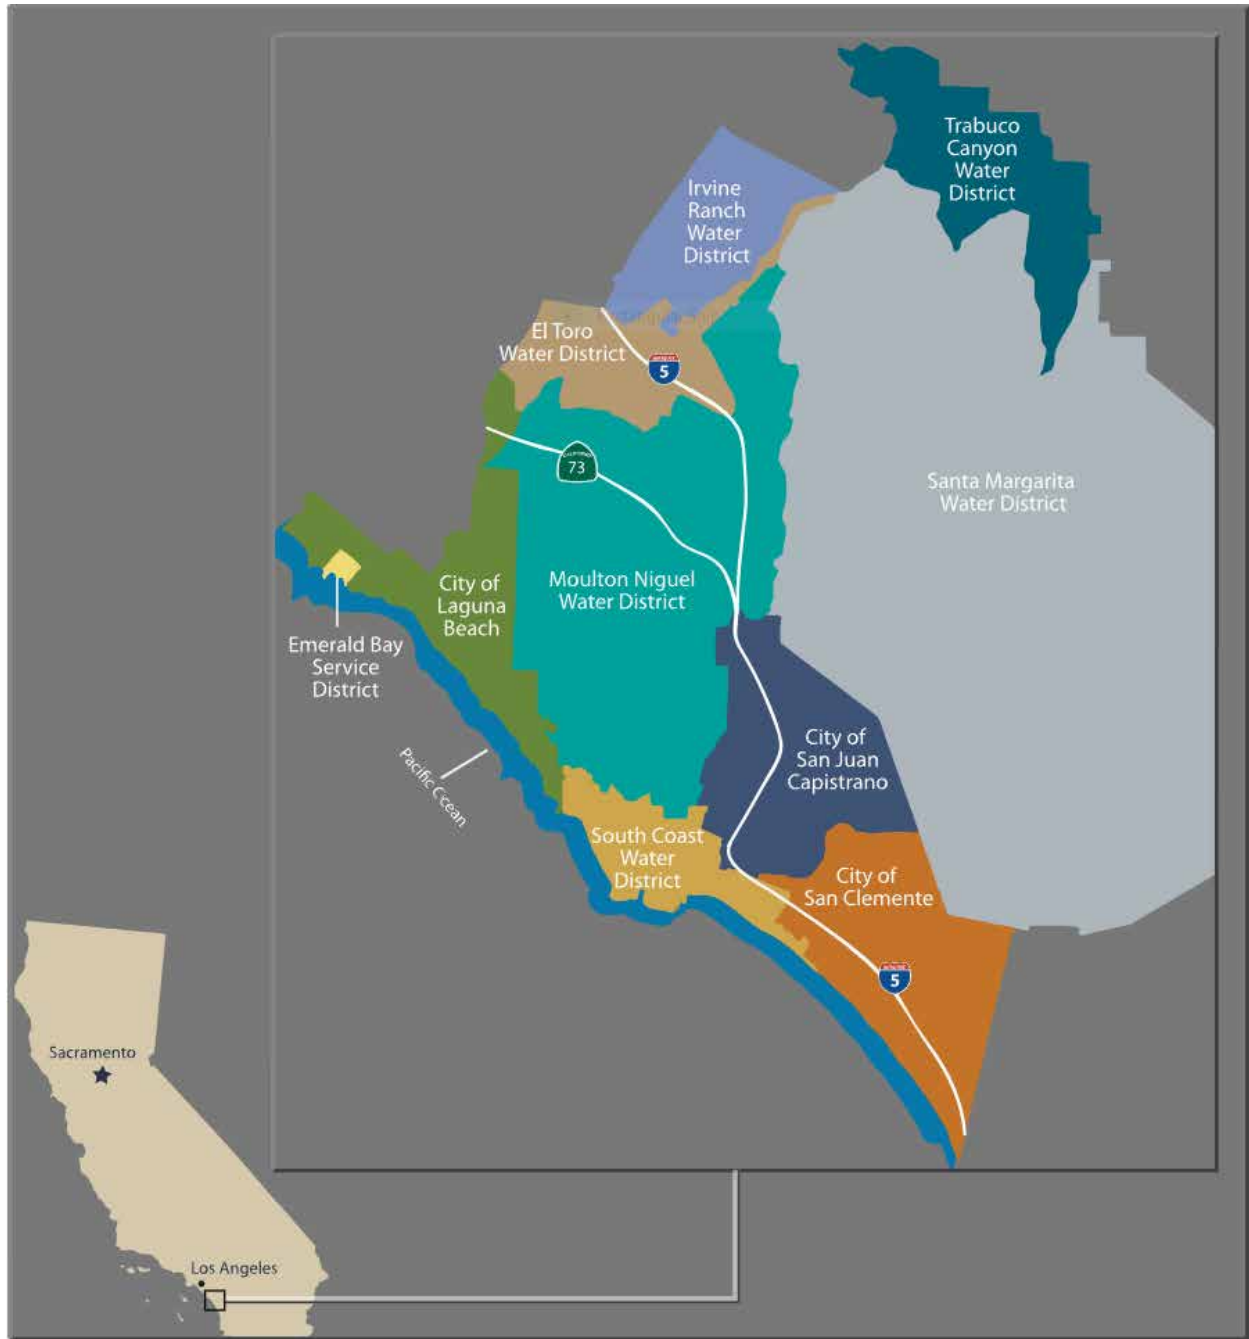 Trabuco
Canyon
Water
District
Irvine
Ranch
Water
District
El Toro
Water District
5
CALIFORNIA
73
Santa Margarita
Water District
City of
Laguna
Beach
Moulton Niguel
Water District
Emerald Bay
Service
District
Pacific Ocean
City of
San Juan
Capistrano
South Coast
Water
District
City of
San Clemente
5
Sacramento
Los Angeles